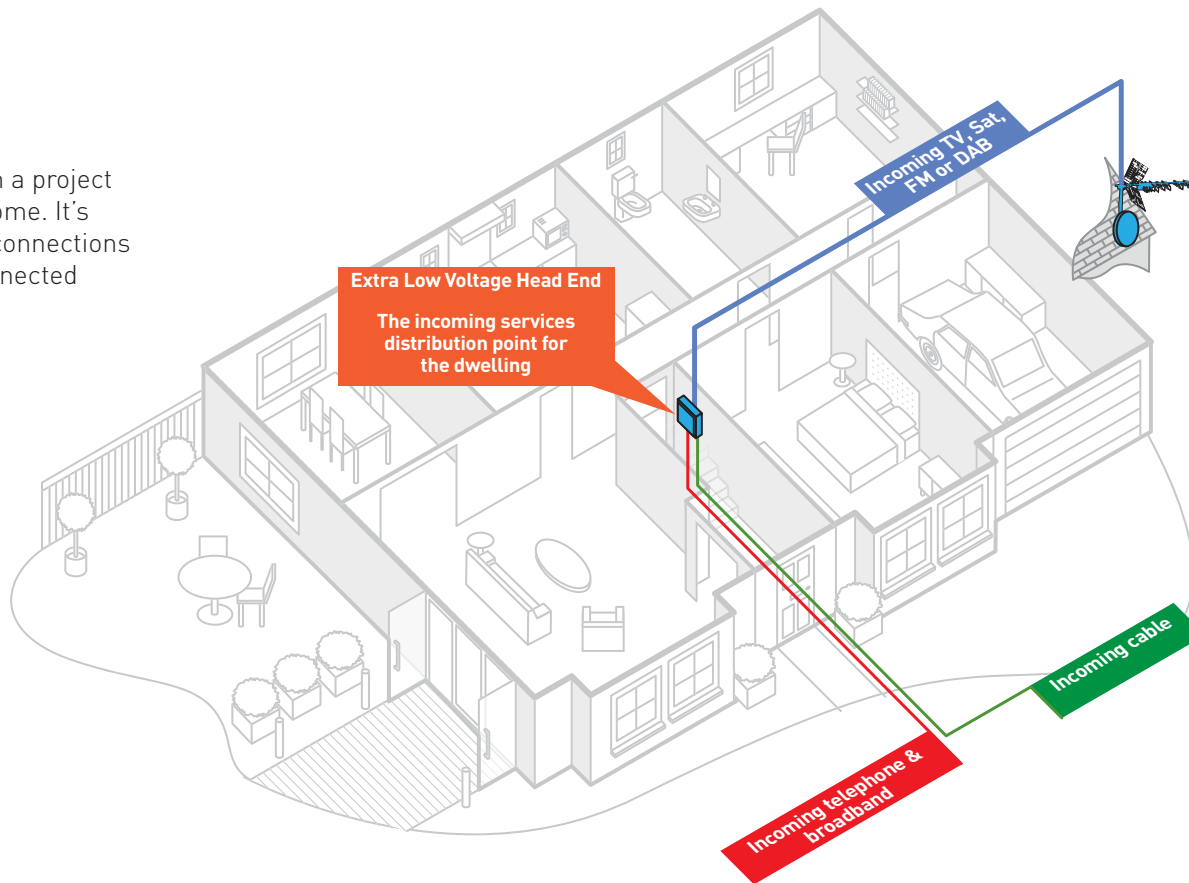 n a project
ome. It's
connections
nected
Incoming TV, Sat,
FM or DAB
Extra Low Voltage Head End
The incoming services
distribution point for
the dwelling
Incoming cable
Incoming telephone &
broadband